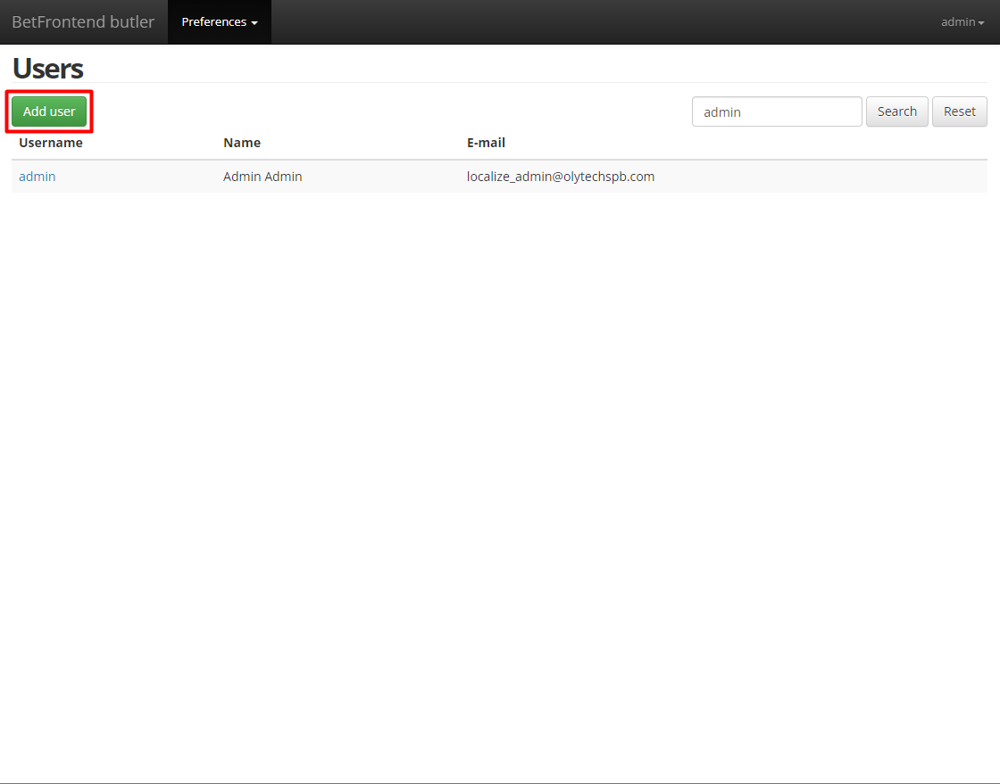 BetFrontend butler Preferences admin
Users
Add user admin Search Reset
Username Name E-mail
admin Admin Admin localize_admin@olytechspb.com